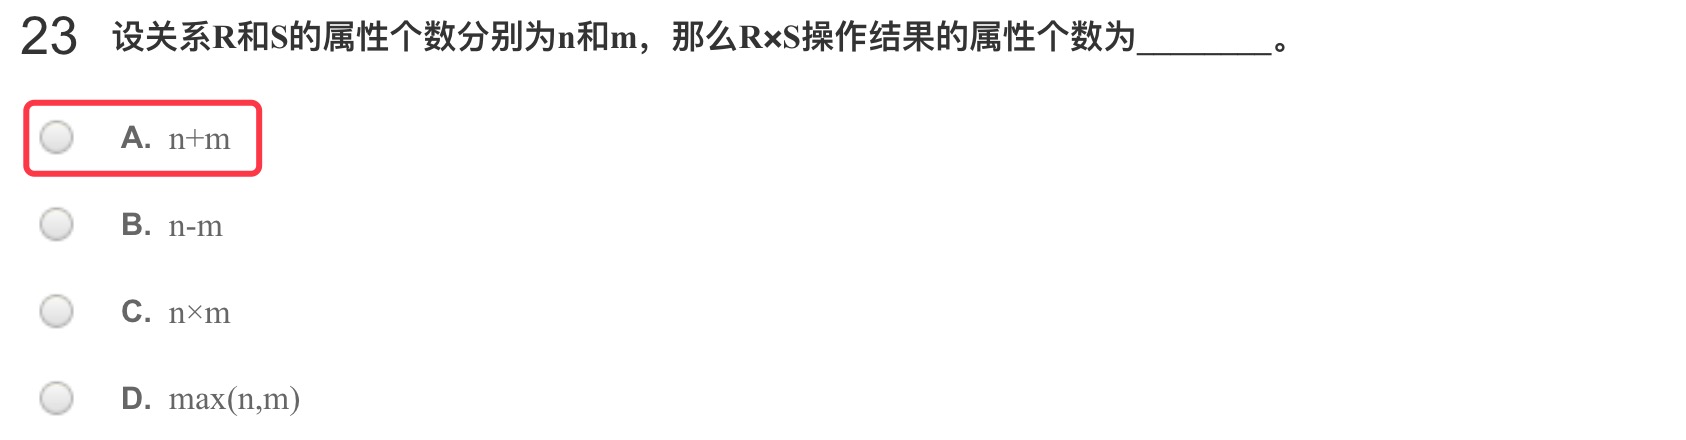 23 设关系R和S的属性个数分别为n和m，那么R×S操作结果的属性个数为________。
A. n+m
B. n-m
C. n×m
D. max(n,m)